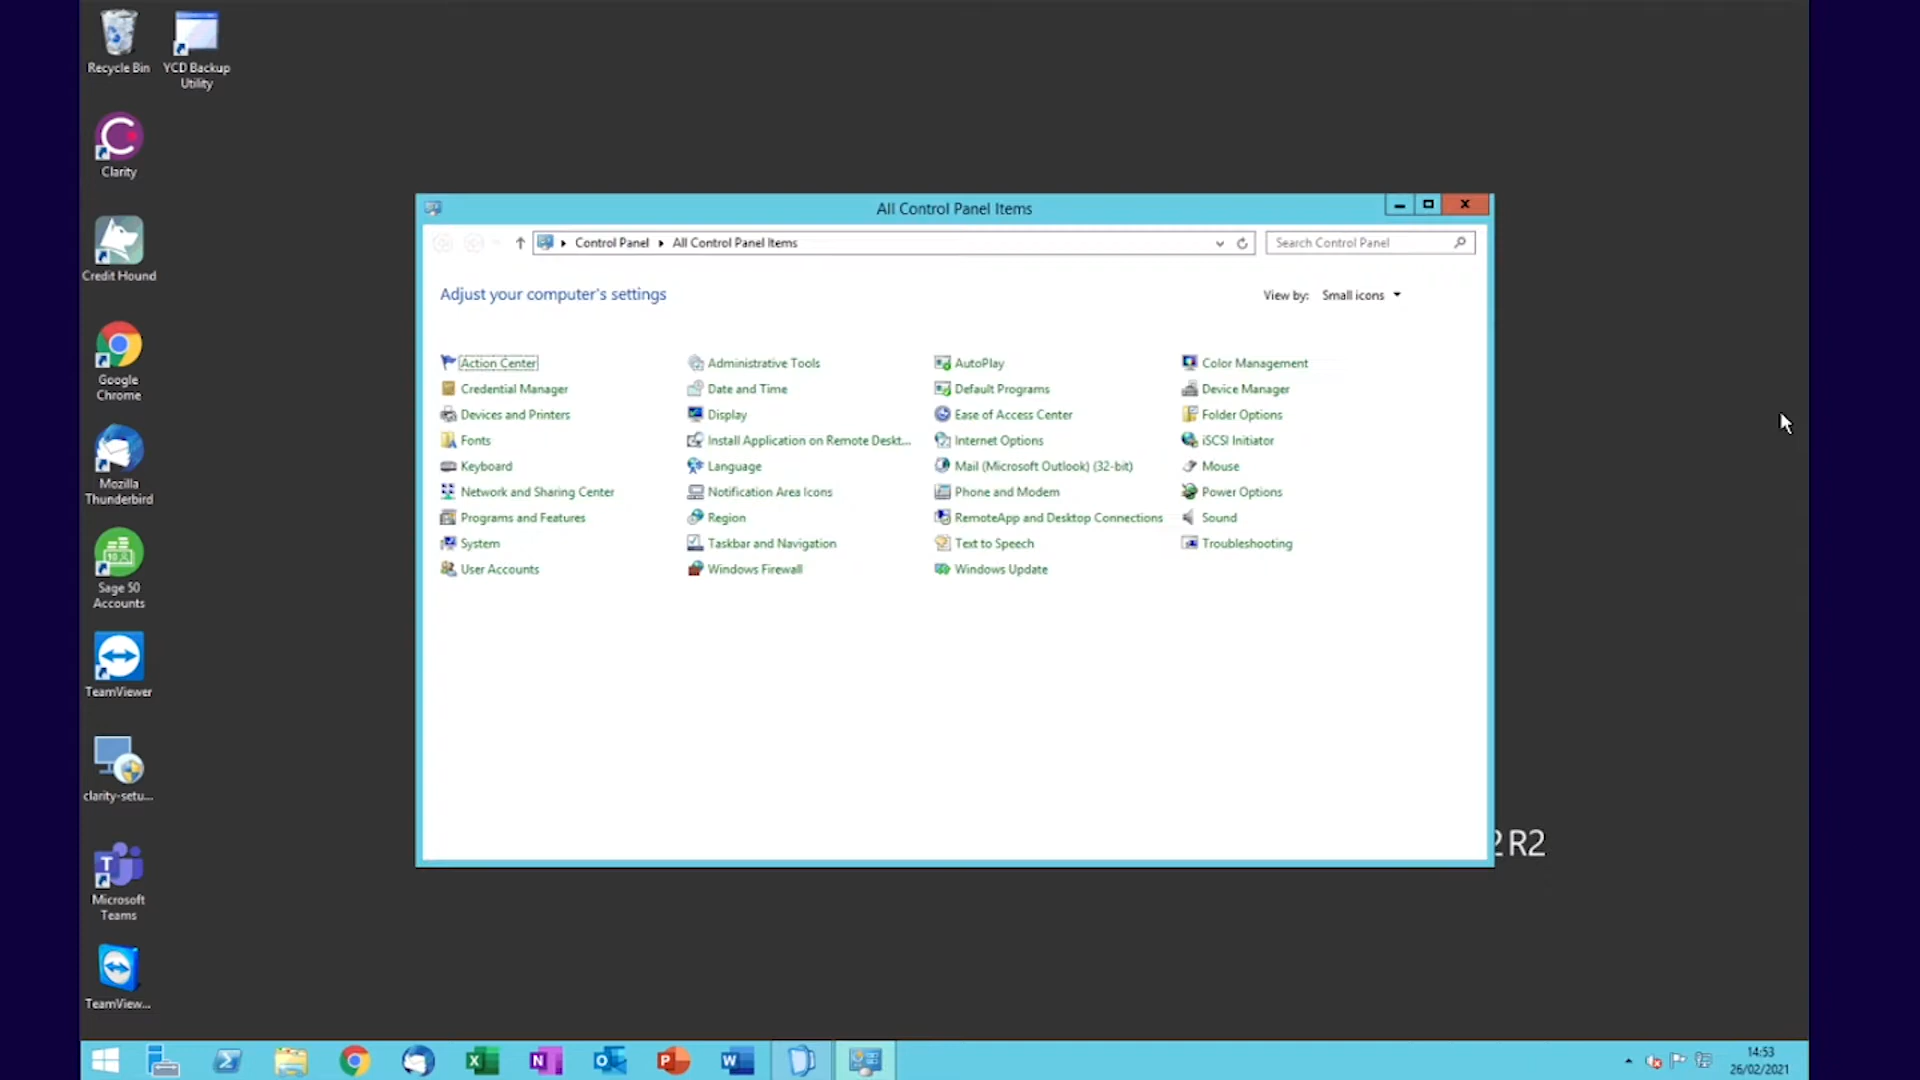 Recycle Bin
YCD Backup
Utility
Clarity
Credit Hound
Google
Chrome
Mozilla
Thunderbird
Sage 50
Accounts
TeamViewer
clarity-setu...
Microsoft
Teams
TeamView...
All Control Panel Items
Control Panel
All Control Panel Items
Search Control Panel
Adjust your computer's settings
View by: Small icons
Action Center
Administrative Tools
AutoPlay
Color Management
Credential Manager
Date and Time
Default Programs
Device Manager
Devices and Printers
Display
Ease of Access Center
Folder Options
Fonts
Install Application on Remote Deskt...
Internet Options
iSCSI Initiator
Keyboard
Language
Mail (Microsoft Outlook) (32-bit)
Mouse
Network and Sharing Center
Notification Area Icons
Phone and Modem
Power Options
Programs and Features
Region
RemoteApp and Desktop Connections
Sound
System
Taskbar and Navigation
Text to Speech
Troubleshooting
User Accounts
Windows Firewall
Windows Update
2 R2
14:53
26/02/2021